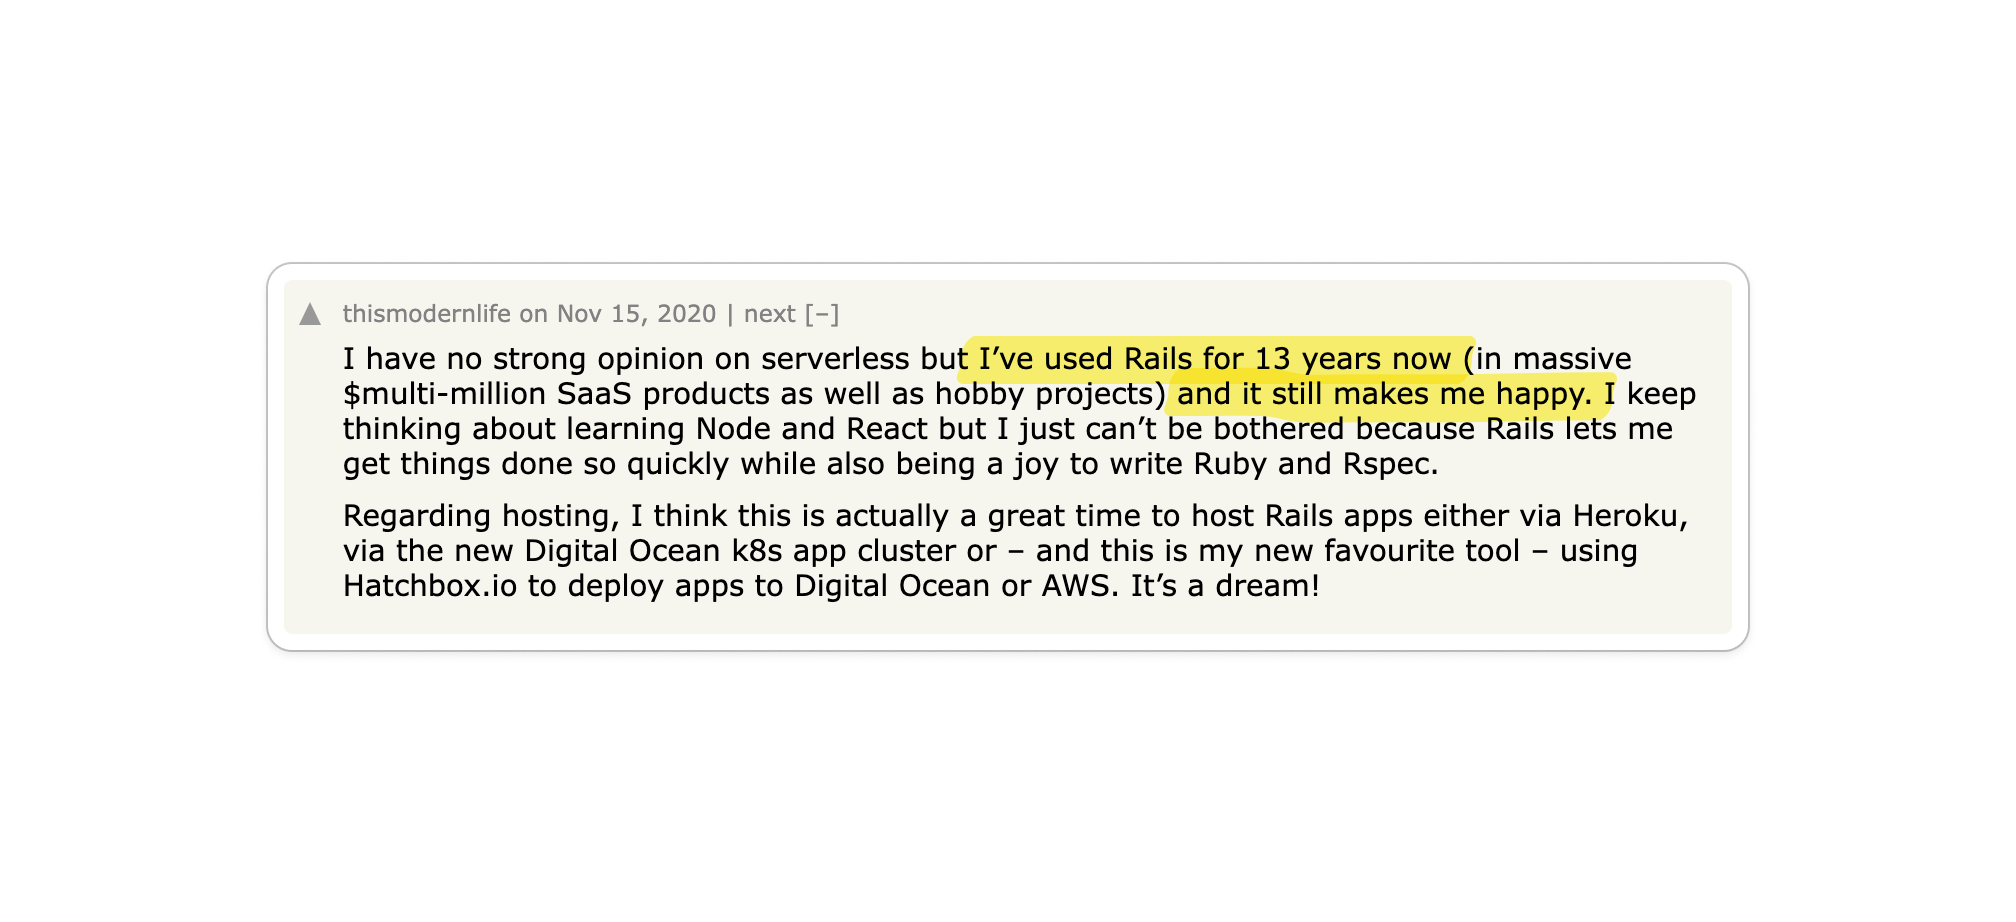 ▲ thismodernlife on Nov 15, 2020 | next [–]
I have no strong opinion on serverless but I’ve used Rails for 13 years now (in massive
$multi-million SaaS products as well as hobby projects) and it still makes me happy. I keep
thinking about learning Node and React but I just can’t be bothered because Rails lets me
get things done so quickly while also being a joy to write Ruby and Rspec.
Regarding hosting, I think this is actually a great time to host Rails apps either via Heroku,
via the new Digital Ocean k8s app cluster or – and this is my new favourite tool – using
Hatchbox.io to deploy apps to Digital Ocean or AWS. It’s a dream!